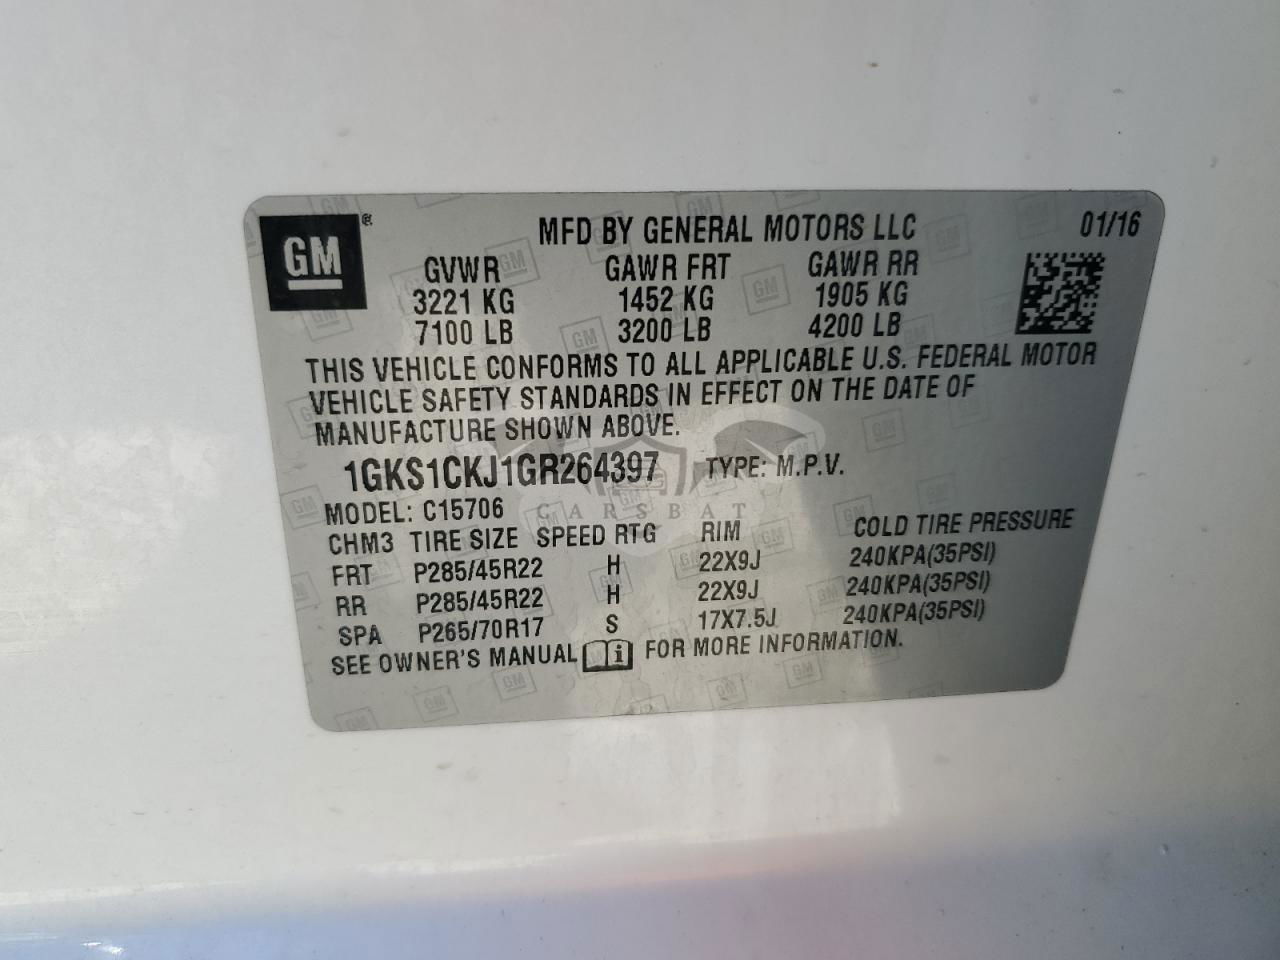 GM® MFD BY GENERAL MOTORS LLC 01/16
GVWR GAWR FRT GAWR RR
3221 KG 1452 KG 1905 KG
7100 LB 3200 LB 4200 LB
THIS VEHICLE CONFORMS TO ALL APPLICABLE U.S. FEDERAL MOTOR
VEHICLE SAFETY STANDARDS IN EFFECT ON THE DATE OF
MANUFACTURE SHOWN ABOVE.
1GKS1CKJ1GR264397 TYPE: M.P.V.
MODEL: C15706
CARSBAT
CHM3 TIRE SIZE SPEED RTG RIM COLD TIRE PRESSURE
FRT P285/45R22 H 22X9J 240KPA(35PSI)
RR P285/45R22 H 22X9J 240KPA(35PSI)
SPA P265/70R17 S 17X7.5J 240KPA(35PSI)
SEE OWNER'S MANUAL i FOR MORE INFORMATION.